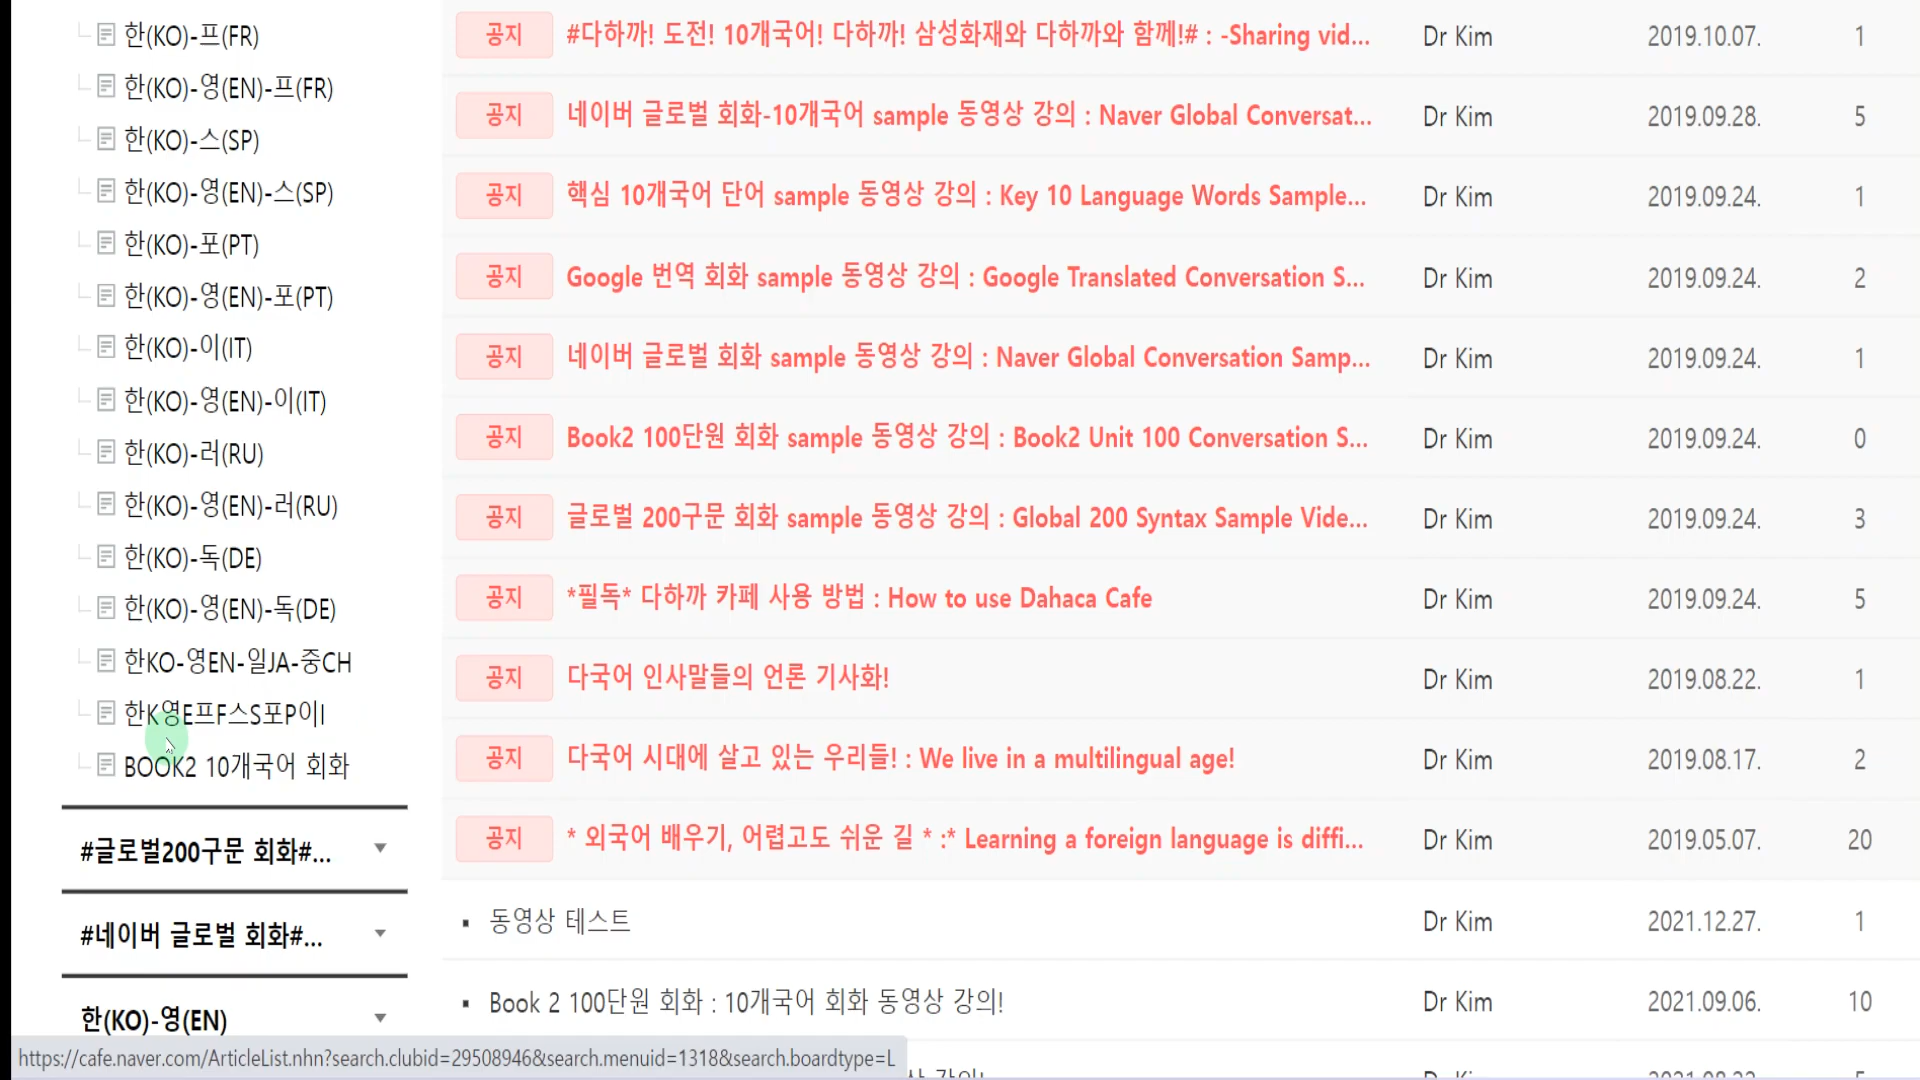 한(KO)-프(FR)
한(KO)-영(EN)-프(FR)
한(KO)-스(SP)
한(KO)-영(EN)-스(SP)
한(KO)-포(PT)
한(KO)-영(EN)-포(PT)
한(KO)-이(IT)
한(KO)-영(EN)-이(IT)
한(KO)-러(RU)
한(KO)-영(EN)-러(RU)
한(KO)-독(DE)
한(KO)-영(EN)-독(DE)
한KO-영EN-일JA-중CH
한K영E프F스S포P이I
BOOK2 10개국어 회화
#글로벌200구문 회화#...
#네이버 글로벌 회화#...
한(KO)-영(EN)
공지 #다하까! 도전! 10개국어! 다하까! 삼성화재와 다하까와 함께!# : -Sharing vid... Dr Kim 2019.10.07. 1
공지 네이버 글로벌 회화-10개국어 sample 동영상 강의 : Naver Global Conversat... Dr Kim 2019.09.28. 5
공지 핵심 10개국어 단어 sample 동영상 강의 : Key 10 Language Words Sample... Dr Kim 2019.09.24. 1
공지 Google 번역 회화 sample 동영상 강의 : Google Translated Conversation S... Dr Kim 2019.09.24. 2
공지 네이버 글로벌 회화 sample 동영상 강의 : Naver Global Conversation Samp... Dr Kim 2019.09.24. 1
공지 Book2 100단원 회화 sample 동영상 강의 : Book2 Unit 100 Conversation S... Dr Kim 2019.09.24. 0
공지 글로벌 200구문 회화 sample 동영상 강의 : Global 200 Syntax Sample Vide... Dr Kim 2019.09.24. 3
공지 *필독* 다하까 카페 사용 방법 : How to use Dahaca Cafe Dr Kim 2019.09.24. 5
공지 다국어 인사말들의 언론 기사화! Dr Kim 2019.08.22. 1
공지 다국어 시대에 살고 있는 우리들! : We live in a multilingual age! Dr Kim 2019.08.17. 2
공지 * 외국어 배우기, 어렵고도 쉬운 길 * :* Learning a foreign language is diffi... Dr Kim 2019.05.07. 20
동영상 테스트 Dr Kim 2021.12.27. 1
Book 2 100단원 회화 : 10개국어 회화 동영상 강의! Dr Kim 2021.09.06. 10
https://cafe.naver.com/ArticleList.nhn?search.clubid=29508946&search.menuid=1318&search.boardtype=L